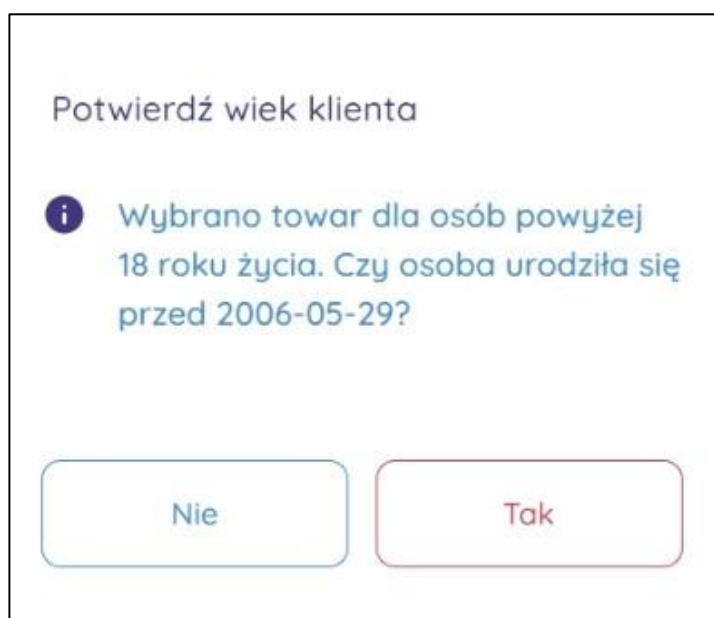 Potwierdź wiek klienta
Wybrano towar dla osób powyżej
18 roku życia. Czy osoba urodziła się
przed 2006-05-29?
Nie
Tak